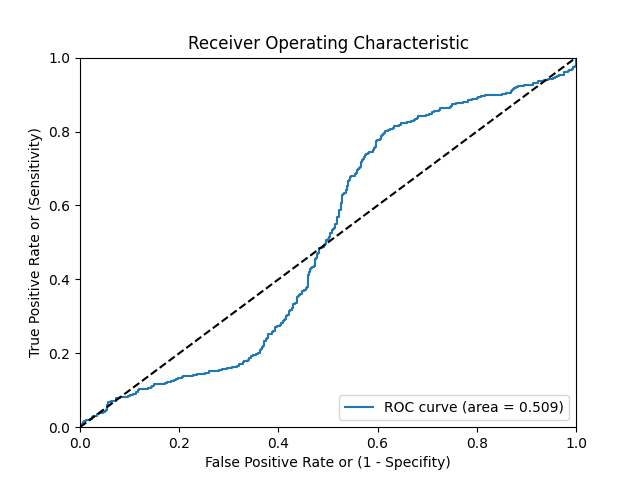 Receiver Operating Characteristic
1.0
0.8
0.6
0.4
0.2
0.0
True Positive Rate or (Sensitivity)
ROC curve (area = 0.509)
0.0 0.2 0.4 0.6 0.8 1.0
False Positive Rate or (1 - Specifity)